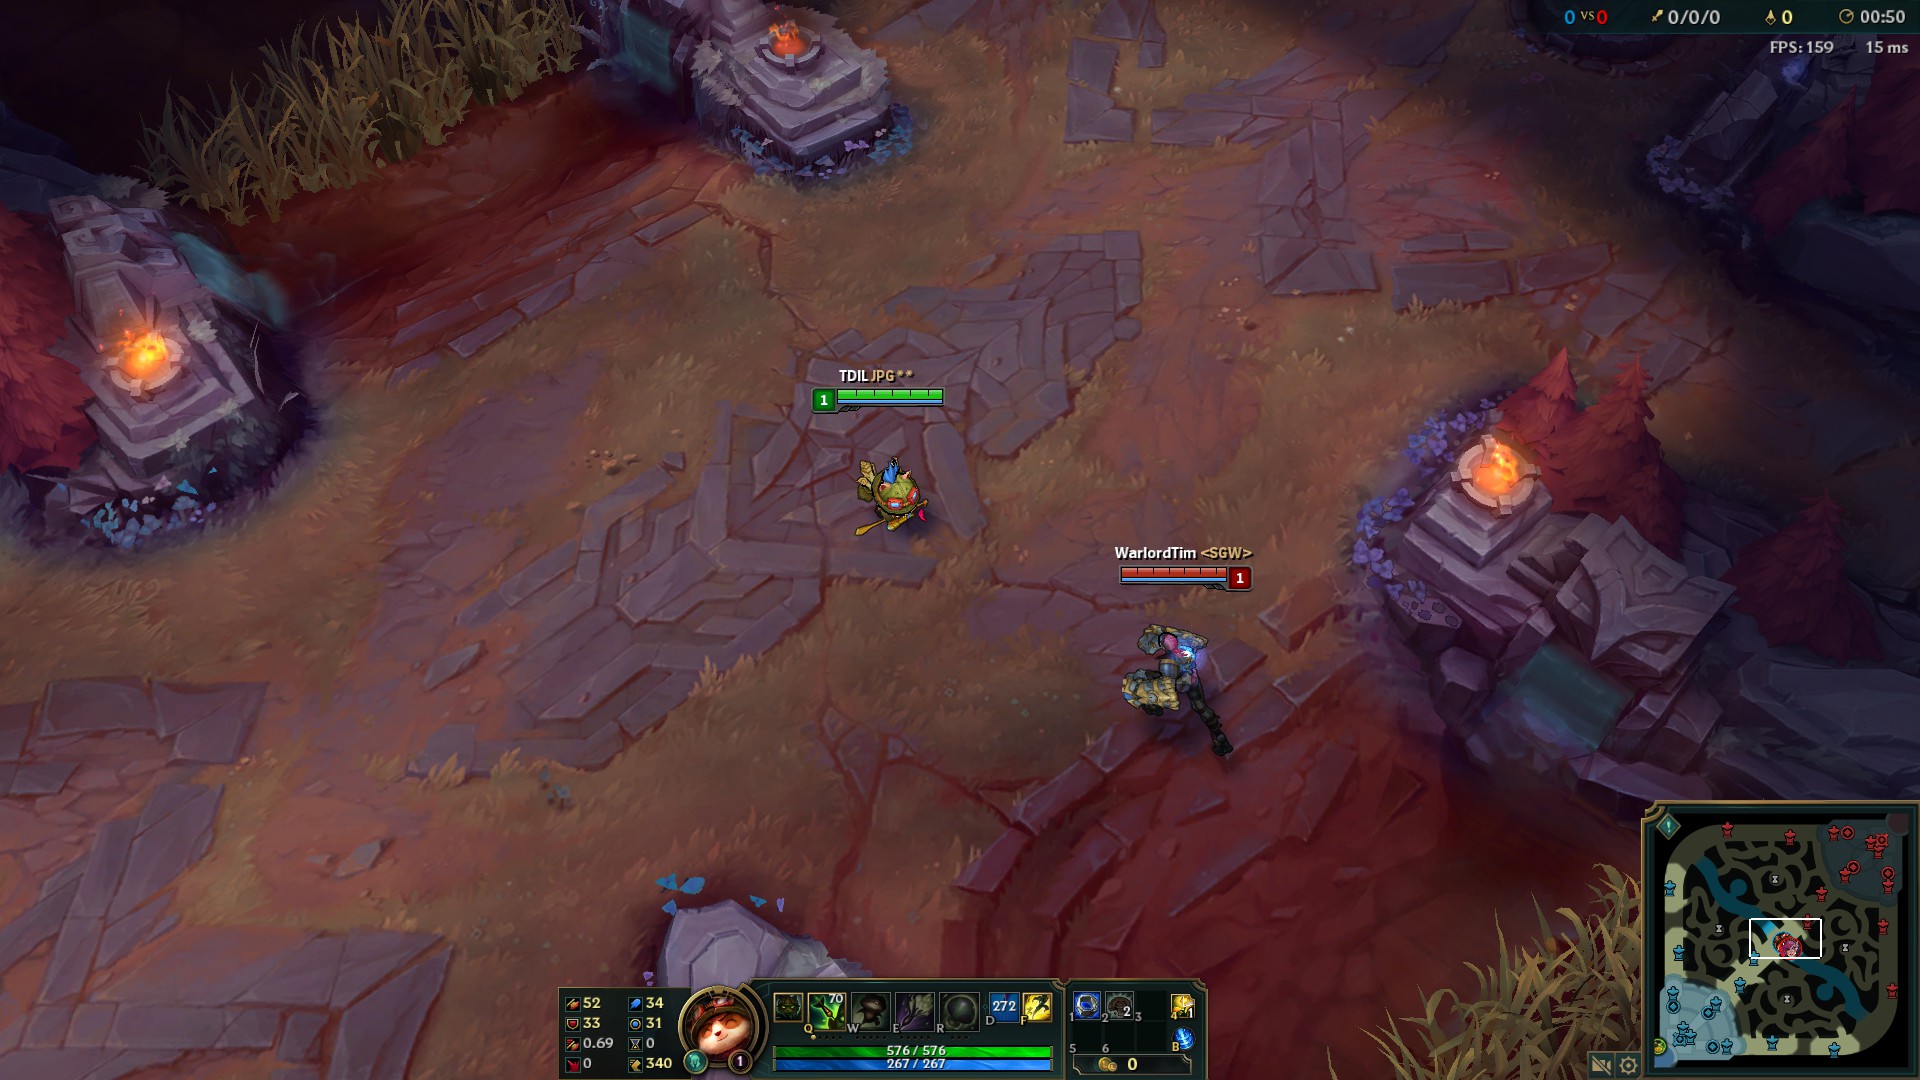 0 vs 0 0/0/0 0 00:50
FPS: 159 15 ms
TDIL JPG**
1
WarlordTim <SGW>
1
52 34
33 31
0.69 0
0 340
1
70
Q W E R D F
272
576 / 576
267 / 267
1 2 3 4
2 1
5 6 B
0